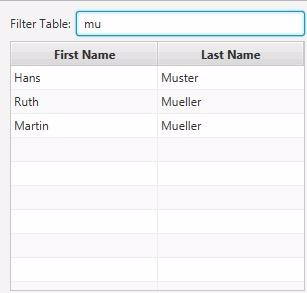 Filter Table: mu
First Name Last Name
Hans Muster
Ruth Mueller
Martin Mueller